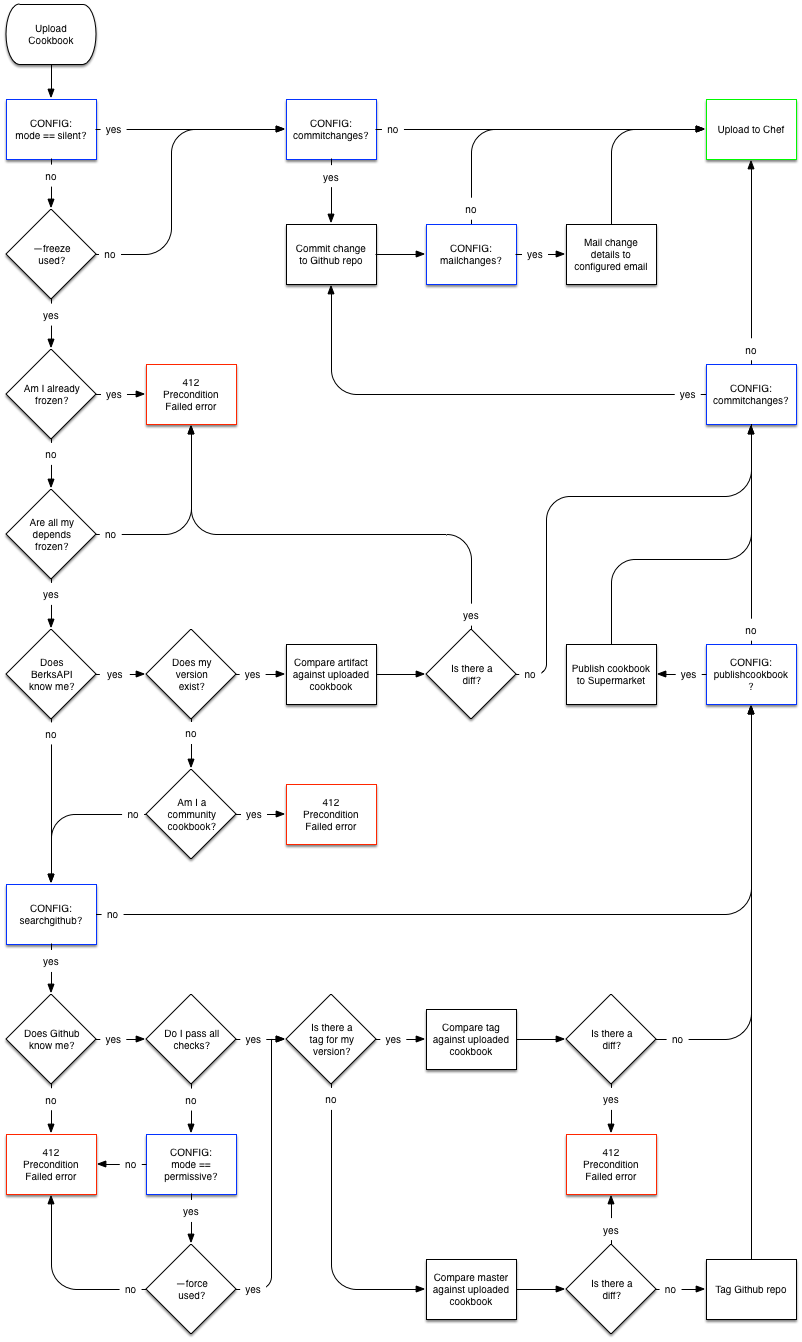 Upload
Cookbook
CONFIG:
mode == silent?
yes
CONFIG:
commitchanges?
no
Upload to Chef
no
yes
no
—freeze
used?
no
Commit change
to Github repo
CONFIG:
mailchanges?
yes
Mail change
details to
configured email
yes
no
Am I already
frozen?
yes
412
Precondition
Failed error
yes
CONFIG:
commitchanges?
no
Are all my
depends
frozen?
no
yes
yes
no
Does
BerksAPI
know me?
yes
Does my
version
exist?
yes
Compare artifact
against uploaded
cookbook
Is there a
diff?
no
Publish cookbook
to Supermarket
yes
CONFIG:
publishcookbook
?
no
no
no
Am I a
community
cookbook?
yes
412
Precondition
Failed error
CONFIG:
searchgithub?
no
yes
Does Github
know me?
yes
Do I pass all
checks?
yes
Is there a
tag for my
version?
yes
Compare tag
against uploaded
cookbook
Is there a
diff?
no
no
no
no
yes
412
Precondition
Failed error
no
CONFIG:
mode ==
permissive?
412
Precondition
Failed error
yes
yes
no
—force
used?
yes
Compare master
against uploaded
cookbook
Is there a
diff?
no
Tag Github repo